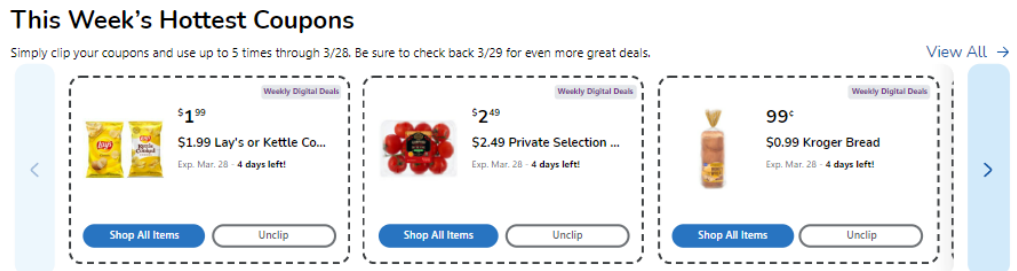 This Week's Hottest Coupons
Simply clip your coupons and use up to 5 times through 3/28. Be sure to check back 3/29 for even more great deals.
View All →
Weekly Digital Deals
$1.99
$1.99 Lay's or Kettle Co...
Exp. Mar. 28 - 4 days left!
Shop All Items
Unclip
Weekly Digital Deals
$2.49
$2.49 Private Selection ...
Exp. Mar. 28 - 4 days left!
Shop All Items
Unclip
Weekly Digital Deals
99¢
$0.99 Kroger Bread
Exp. Mar. 28 - 4 days left!
Shop All Items
Unclip
Lay's
Lay's
Kettle
Cooked